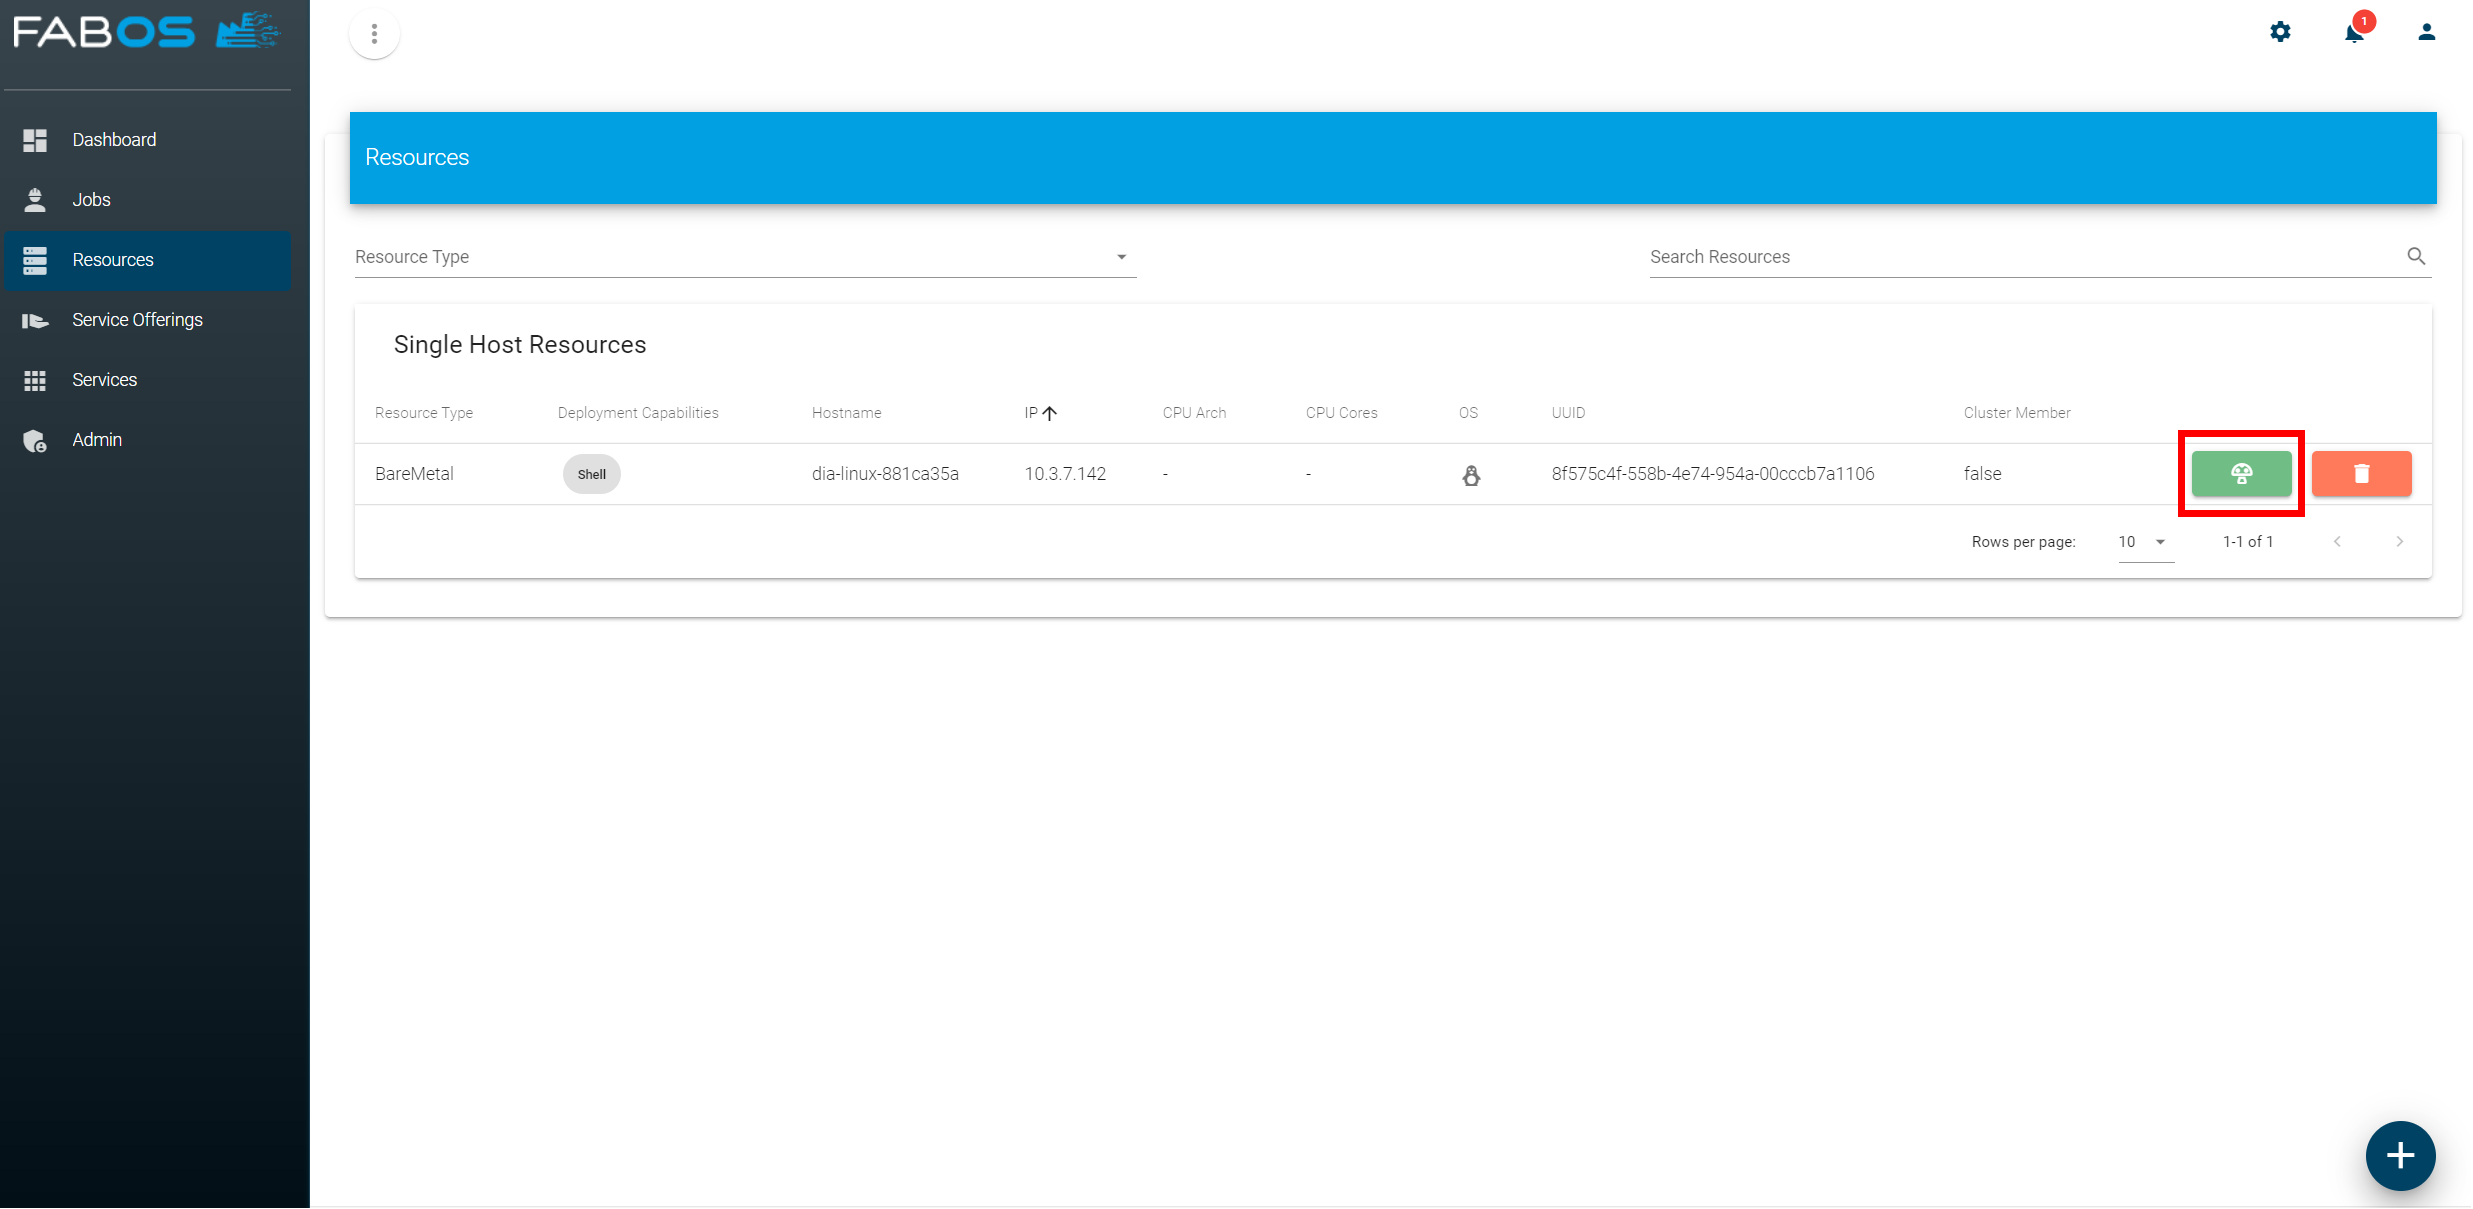 FABOS
1
Dashboard
Jobs
Resources
Service Offerings
Services
Admin
Resources
Resource Type
Search Resources
Single Host Resources
Resource Type Deployment Capabilities Hostname IP CPU Arch CPU Cores OS UUID Cluster Member
BareMetal Shell dia-linux-881ca35a 10.3.7.142 - - 8f575c4f-558b-4e74-954a-00cccb7a1106 false
Rows per page: 10 1-1 of 1